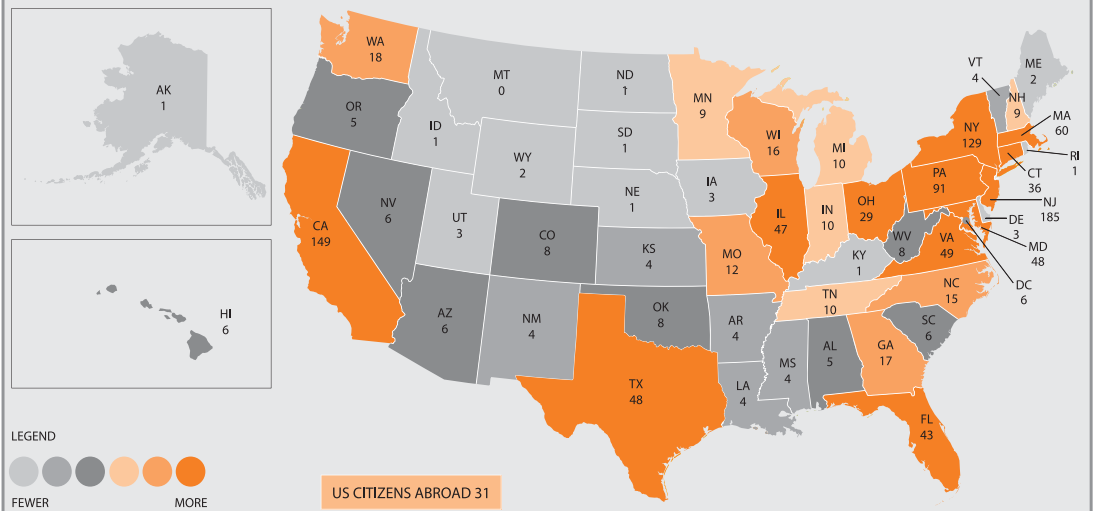 AK
1
HI
6
WA
18
OR
5
CA
149
NV
6
ID
1
MT
0
WY
2
UT
3
AZ
6
CO
8
NM
4
ND
1
SD
1
NE
1
KS
4
OK
8
TX
48
MN
9
IA
3
MO
12
AR
4
LA
4
WI
16
IL
47
MI
10
IN
10
OH
29
KY
1
TN
10
MS
4
AL
5
GA
17
FL
43
SC
6
NC
15
VA
49
WV
8
PA
91
NY
129
VT
4
NH
9
ME
2
MA
60
RI
1
CT
36
NJ
185
DE
3
MD
48
DC
6
LEGEND
FEWER
MORE
US CITIZENS ABROAD 31